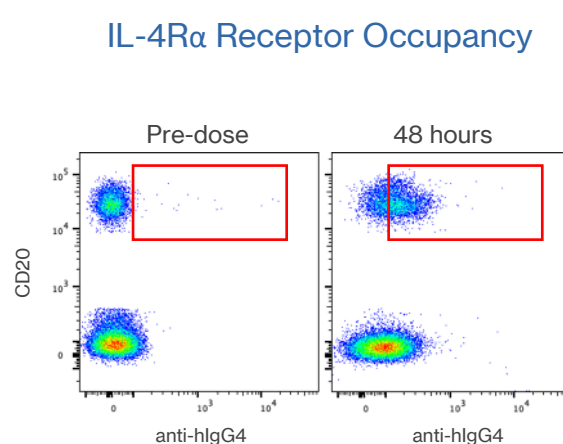 IL-4Rα Receptor Occupancy
Pre-dose
48 hours
CD20
10⁵
10⁴
10³
0
0
10³
10⁴
0
10³
10⁴
anti-hIgG4
anti-hIgG4